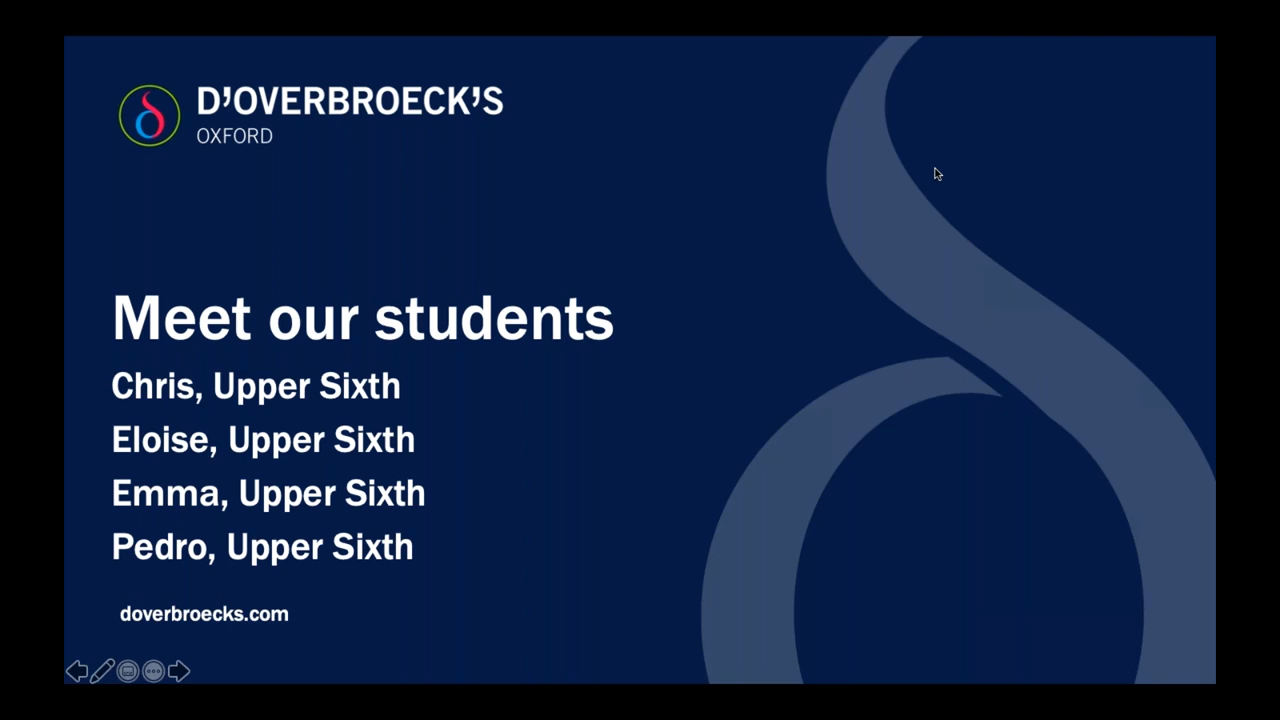 D'OVERBROECK'S
OXFORD
Meet our students
Chris, Upper Sixth
Eloise, Upper Sixth
Emma, Upper Sixth
Pedro, Upper Sixth
doverbroecks.com